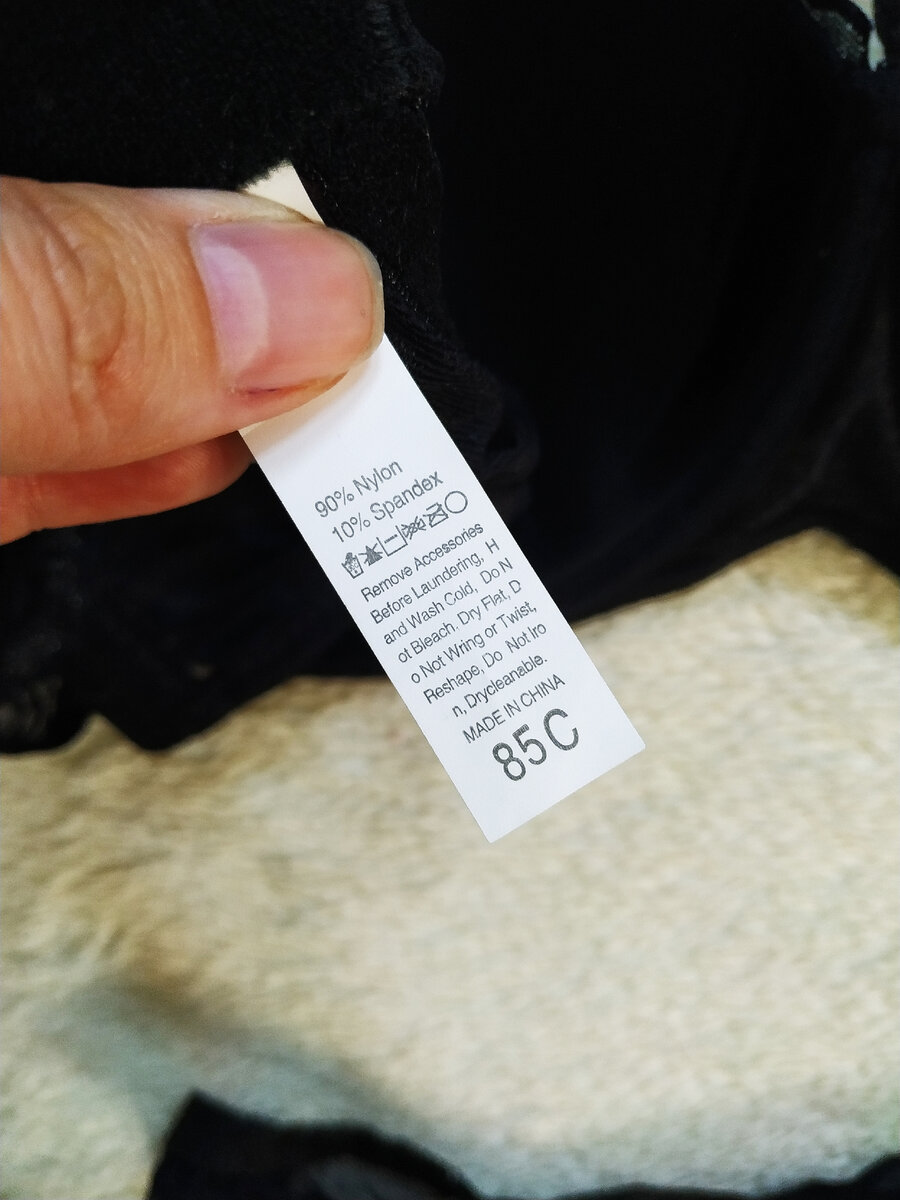 90% Nylon
10% Spandex
Remove Accessories
Before Laundering, H
and Wash Cold, Do N
ot Bleach. Dry Flat, D
o Not Wring or Twist,
Reshape, Do Not Iro
n, Drycleanable.
MADE IN CHINA
85C